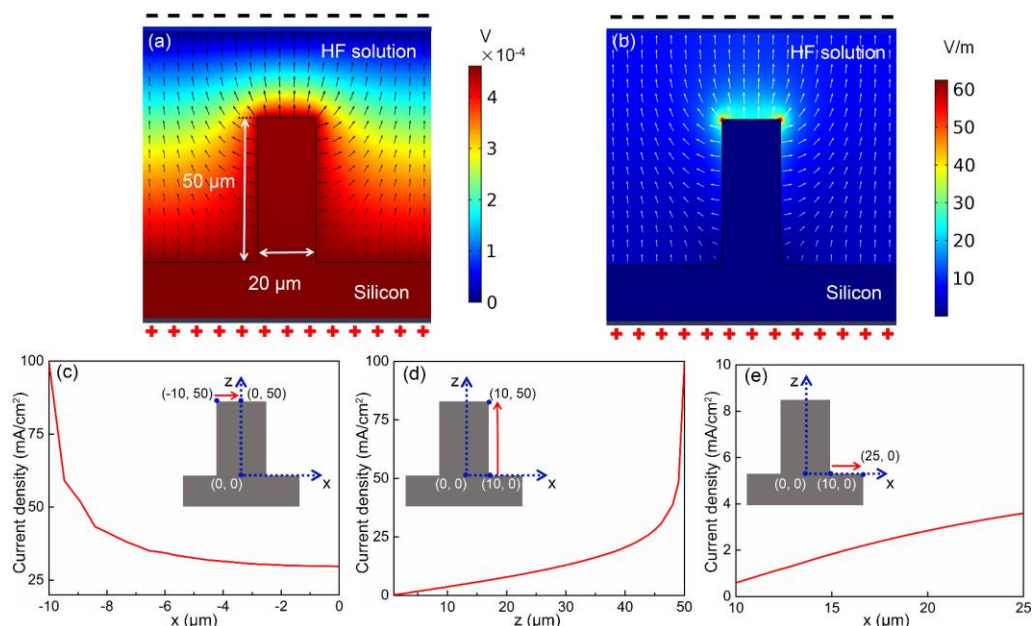 (a)
HF solution
50 µm
20 µm
Silicon
V
×10⁻⁴
4
3
2
1
0
(b)
HF solution
Silicon
V/m
60
50
40
30
20
10
(c)
Current density (mA/cm²)
100
75
50
25
-10 -8 -6 -4 -2 0
x (µm)
z
(-10, 50) (0, 50)
(0, 0)
x
(d)
Current density (mA/cm²)
100
75
50
25
0
10 20 30 40 50
z (µm)
z
(10, 50)
(0, 0) (10, 0)
x
(e)
Current density (mA/cm²)
10
8
6
4
2
0
10 15 20 25
x (µm)
z
(25, 0)
(0, 0) (10, 0)
x